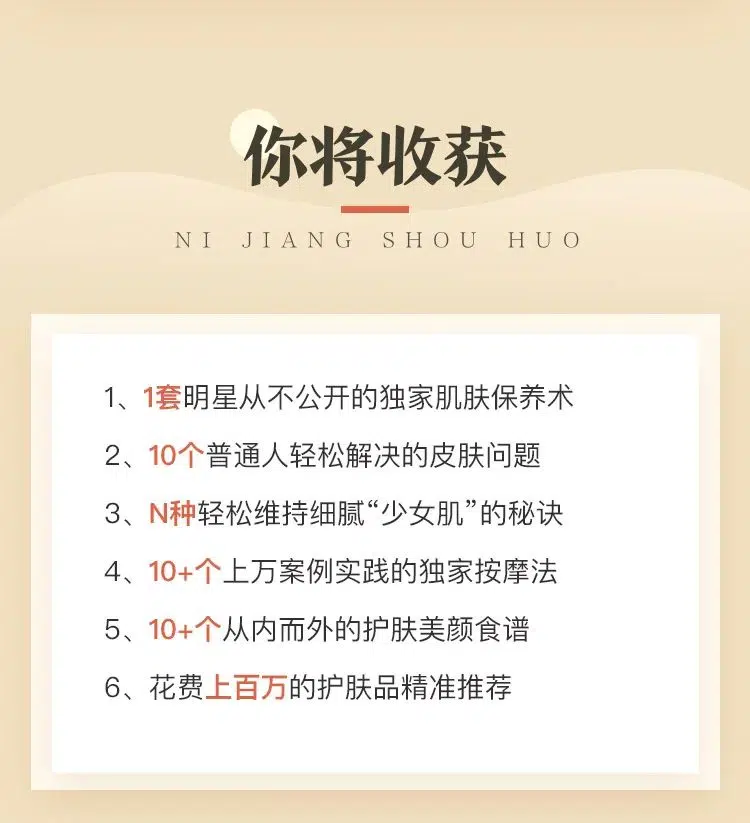 你将收获
NI JIANG SHOU HUO
1、1套明星从不公开的独家肌肤保养术
2、10个普通人轻松解决的皮肤问题
3、N种轻松维持细腻“少女肌”的秘诀
4、10+个上万案例实践的独家按摩法
5、10+个从内而外的护肤美颜食谱
6、花费上百万的护肤品精准推荐